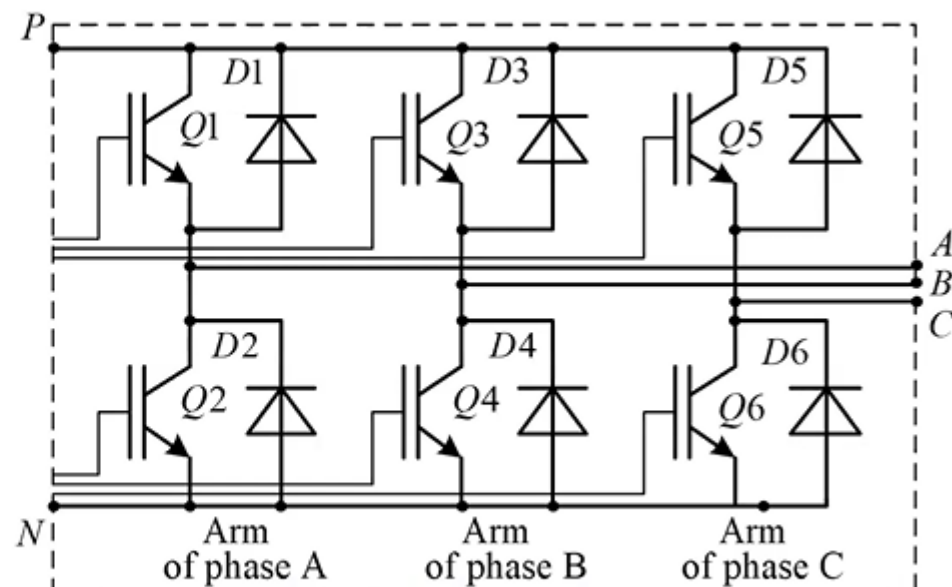 P
D1
D3
D5
Q1
Q3
Q5
A
B
C
D2
D4
D6
Q2
Q4
Q6
N
Arm
of phase A
Arm
of phase B
Arm
of phase C